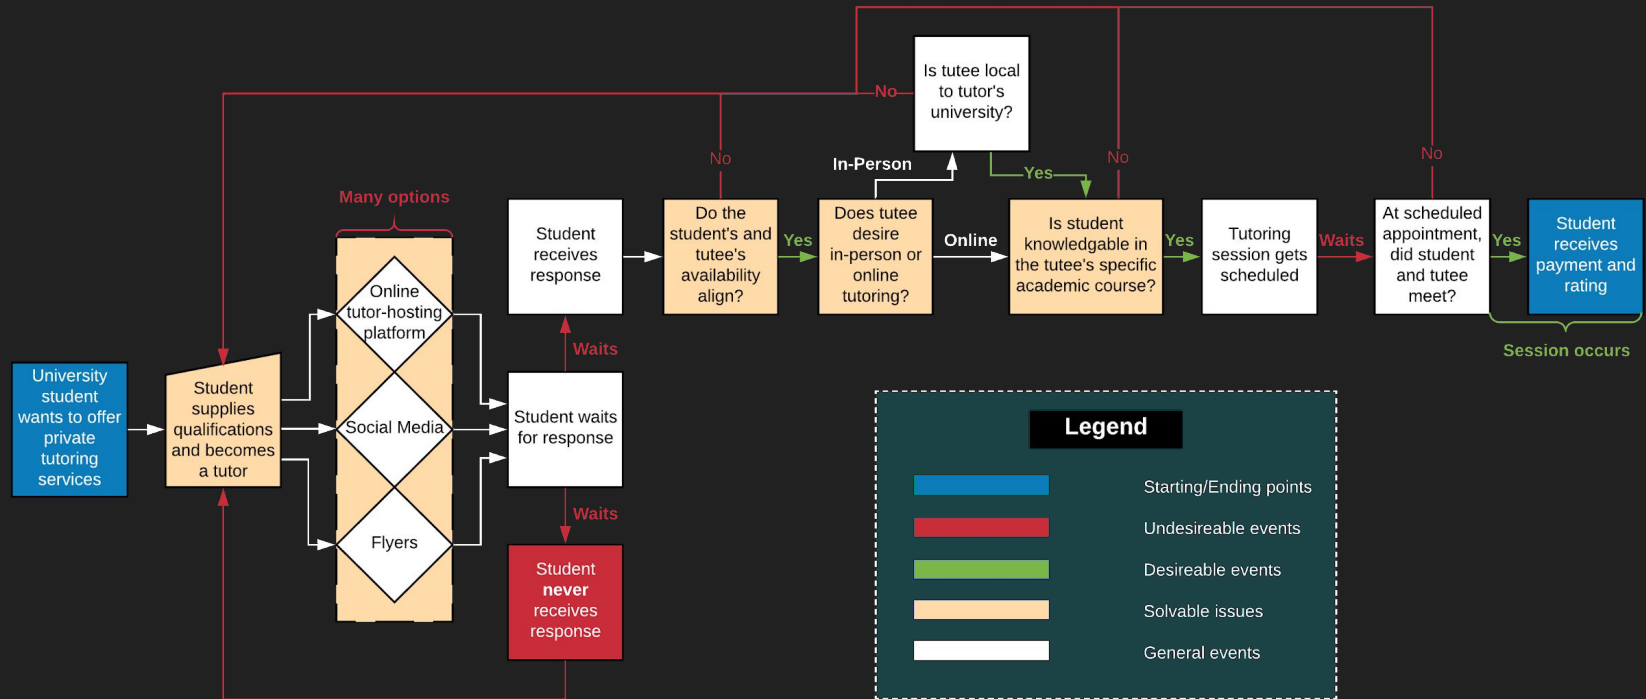 University
student
wants to offer
private
tutoring
services
Student
supplies
qualifications
and becomes
a tutor
Many options
Online
tutor-hosting
platform
Social Media
Flyers
Student waits
for response
Waits
Student
receives
response
Waits
Student
never
receives
response
Do the
student's and
tutee's
availability
align?
No
Yes
Does tutee
desire
in-person or
online
tutoring?
In-Person
Is tutee local
to tutor's
university?
No
Yes
Online
Is student
knowledgable in
the tutee's specific
academic course?
No
Yes
Tutoring
session gets
scheduled
Waits
At scheduled
appointment,
did student
and tutee
meet?
No
Yes
Student
receives
payment and
rating
Session occurs
Legend
Starting/Ending points
Undesireable events
Desireable events
Solvable issues
General events